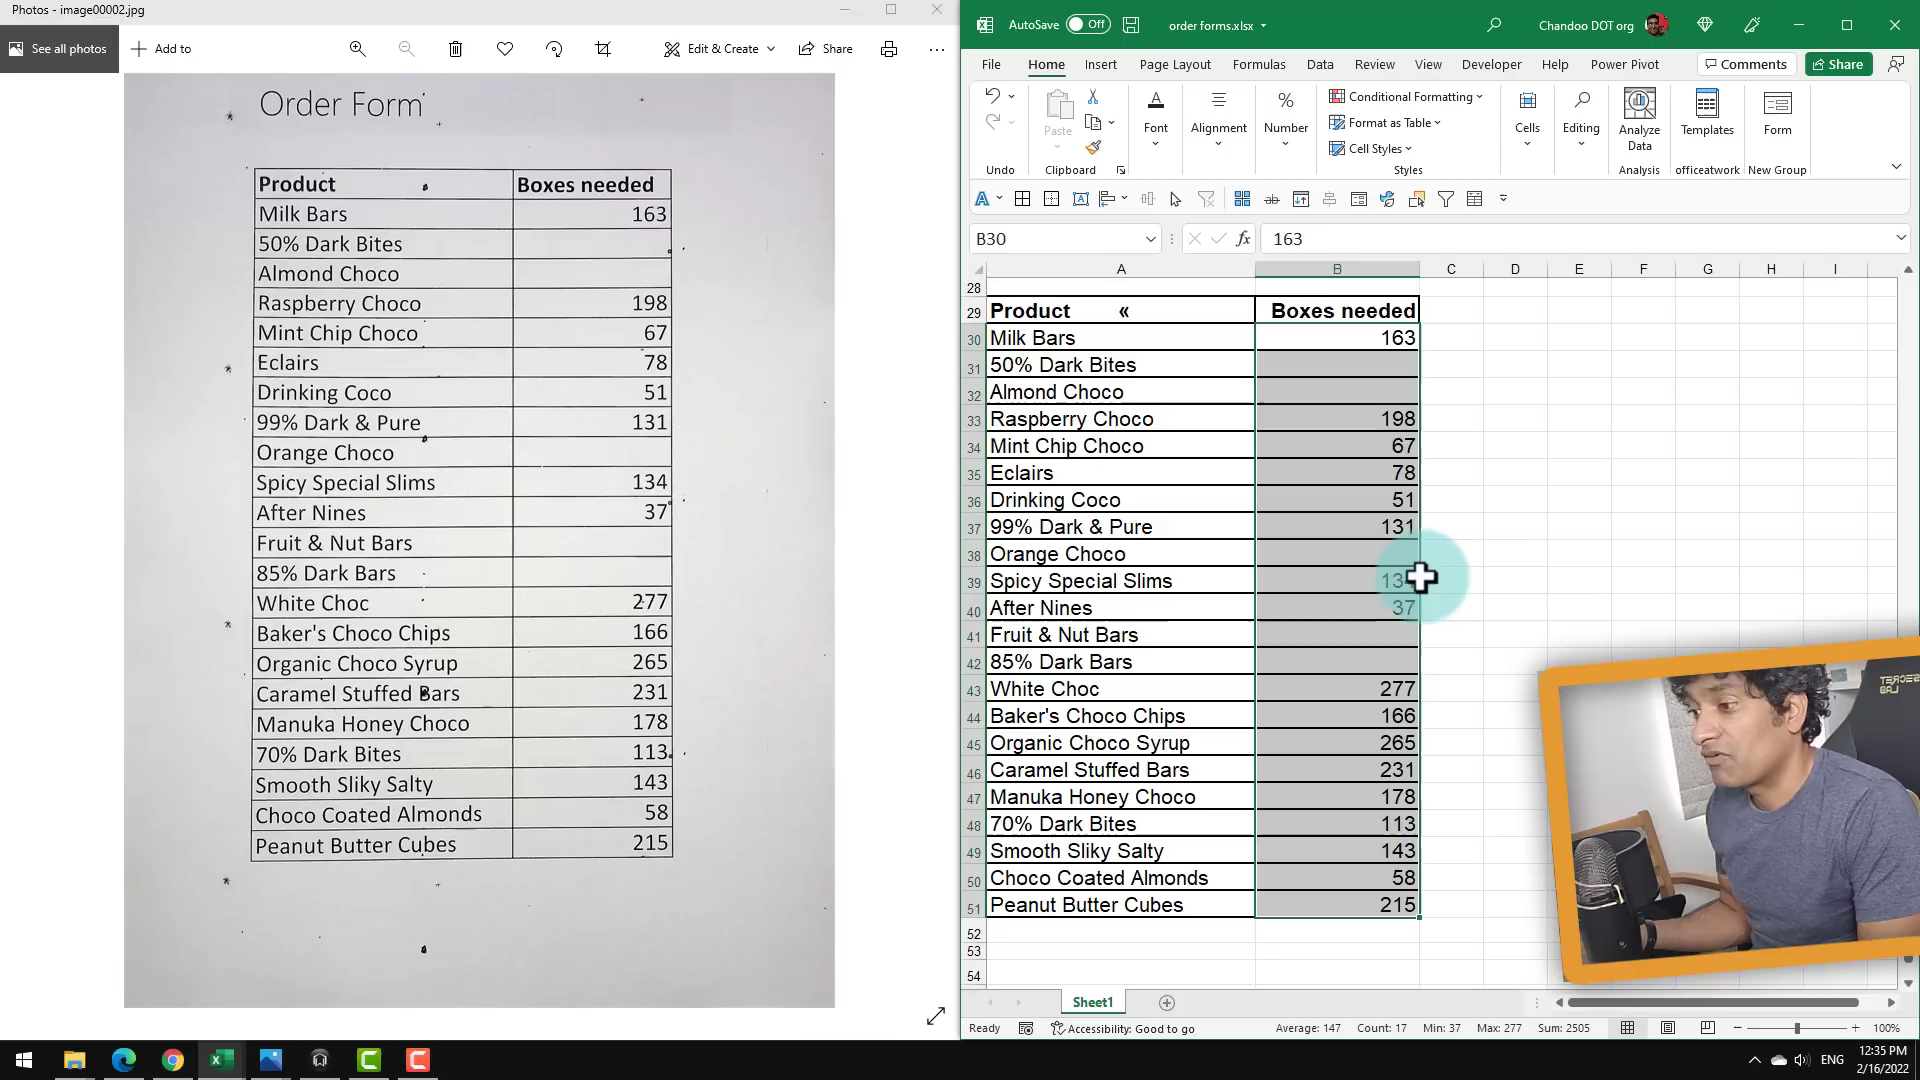 Photos - image00002.jpg
See all photos
Add to
Edit & Create
Share
Order Form
Product Boxes needed
Milk Bars 163
50% Dark Bites
Almond Choco
Raspberry Choco 198
Mint Chip Choco 67
Eclairs 78
Drinking Coco 51
99% Dark & Pure 131
Orange Choco
Spicy Special Slims 134
After Nines 37
Fruit & Nut Bars
85% Dark Bars
White Choc 277
Baker's Choco Chips 166
Organic Choco Syrup 265
Caramel Stuffed Bars 231
Manuka Honey Choco 178
70% Dark Bites 113
Smooth Sliky Salty 143
Choco Coated Almonds 58
Peanut Butter Cubes 215
AutoSave Off order forms.xlsx Chandoo DOT org
File Home Insert Page Layout Formulas Data Review View Developer Help Power Pivot Comments Share
Paste
Font
Alignment
Number
Conditional Formatting
Format as Table
Cell Styles
Cells
Editing
Analyze Data
Templates
Form
Undo Clipboard Styles Analysis officeatwork New Group
B30 fx 163
A B C D E F G H I
28
29 Product « Boxes needed
30 Milk Bars 163
31 50% Dark Bites
32 Almond Choco
33 Raspberry Choco 198
34 Mint Chip Choco 67
35 Eclairs 78
36 Drinking Coco 51
37 99% Dark & Pure 131
38 Orange Choco
39 Spicy Special Slims
40 After Nines 37
41 Fruit & Nut Bars
42 85% Dark Bars
43 White Choc 277
44 Baker's Choco Chips 166
45 Organic Choco Syrup 265
46 Caramel Stuffed Bars 231
47 Manuka Honey Choco 178
48 70% Dark Bites 113
49 Smooth Sliky Salty 143
50 Choco Coated Almonds 58
51 Peanut Butter Cubes 215
52
53
54
SECRET
LAB
Sheet1
Ready Accessibility: Good to go Average: 147 Count: 17 Min: 37 Max: 277 Sum: 2505 100%
ENG
12:35 PM
2/16/2022